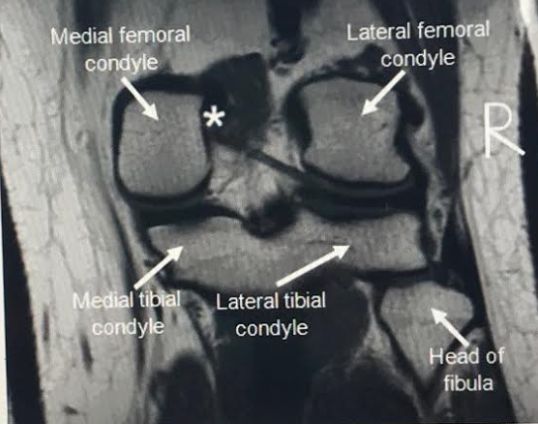 Medial femoral
condyle
Lateral femoral
condyle
*
R
Medial tibial
condyle
Lateral tibial
condyle
Head of
fibula